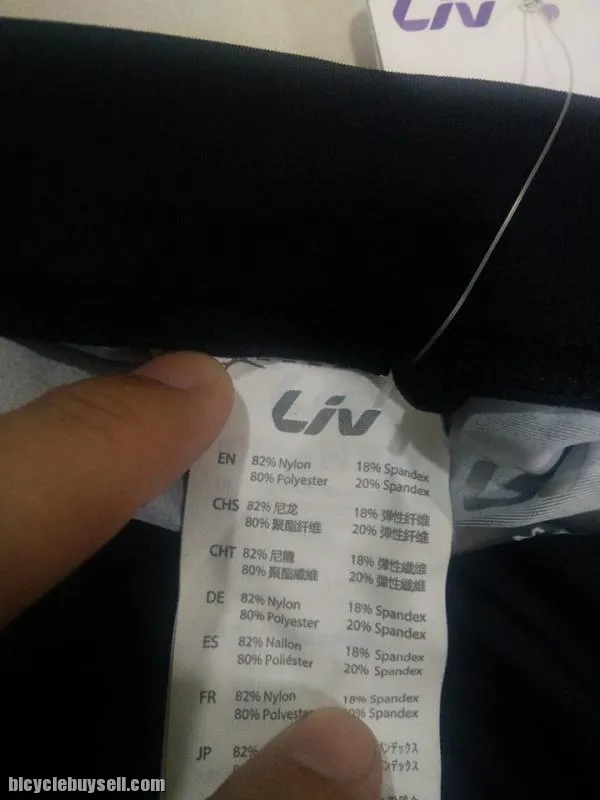 Liv
Liv
EN 82% Nylon 18% Spandex
80% Polyester 20% Spandex
CHS 82% 尼龙 18% 弹性纤维
80% 聚酯纤维 20% 弹性纤维
CHT 82% 尼龍 18% 彈性纖維
80% 聚酯纖維 20% 彈性纖維
DE 82% Nylon 18% Spandex
80% Polyester 20% Spandex
ES 82% Nailon 18% Spandex
80% Poliéster 20% Spandex
FR 82% Nylon 18% Spandex
80% Polyester Spandex
JP 82%
bicyclebuysell.com